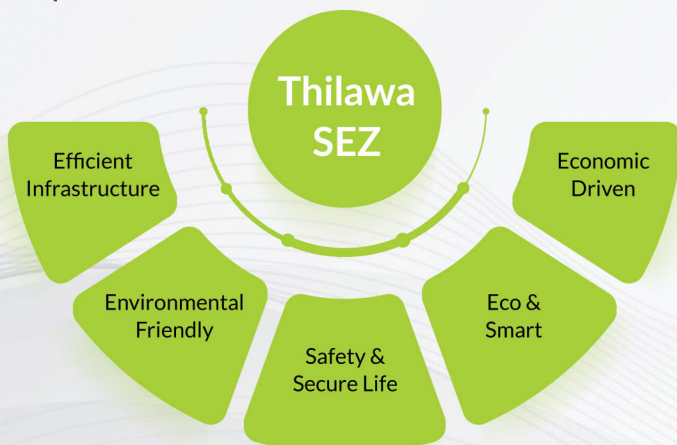 Thilawa
SEZ
Efficient
Infrastructure
Environmental
Friendly
Safety &
Secure Life
Eco &
Smart
Economic
Driven